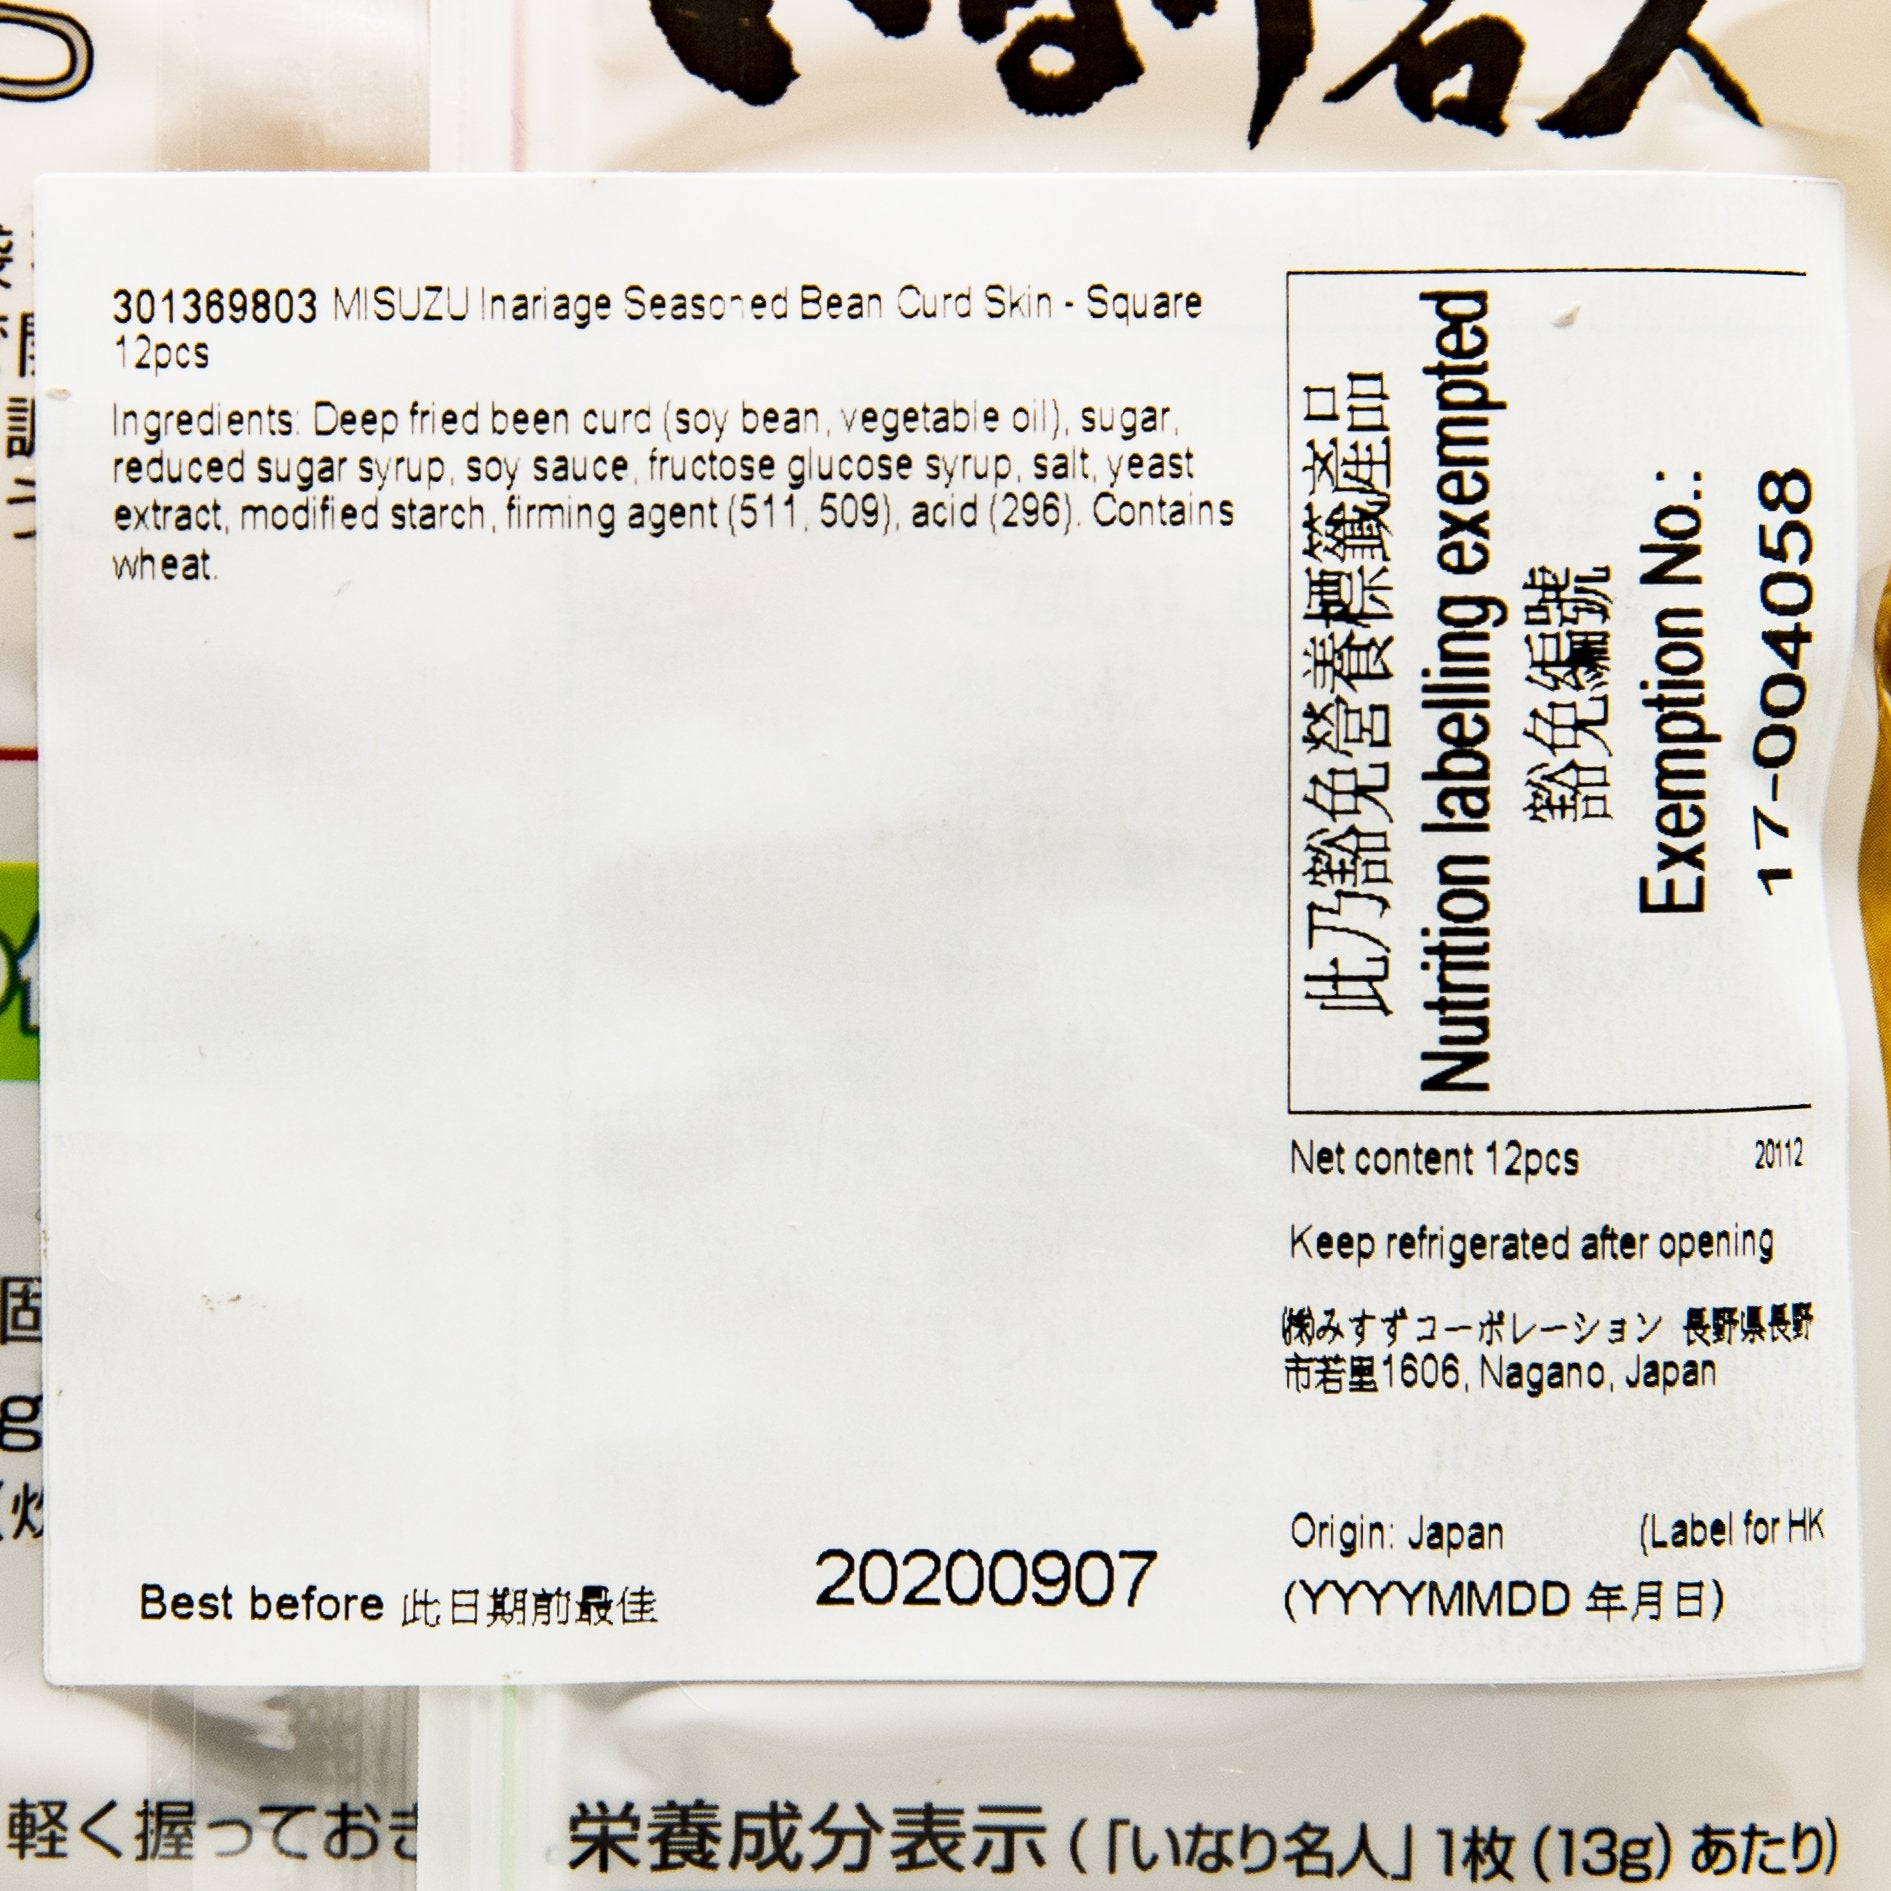 いなり名人
301369803 MISUZU Inariage Seasoned Bean Curd Skin - Square
12pcs
Ingredients: Deep fried been curd (soy bean, vegetable oil), sugar,
reduced sugar syrup, soy sauce, fructose glucose syrup, salt, yeast
extract, modified starch, firming agent (511, 509), acid (296). Contains
wheat.
此乃豁免營養標籤產品
Nutrition labelling exempted
豁免編號
Exemption No.:
17-004058
Net content 12pcs 20112
Keep refrigerated after opening
㈱みすずコーポレーション 長野県長野
市若里1606, Nagano, Japan
Origin: Japan (Label for HK
Best before 此日期前最佳 20200907 (YYYYMMDD 年月日)
固
g
(炊
軽く握っておき
栄養成分表示 (「いなり名人」1枚 (13g) あたり)